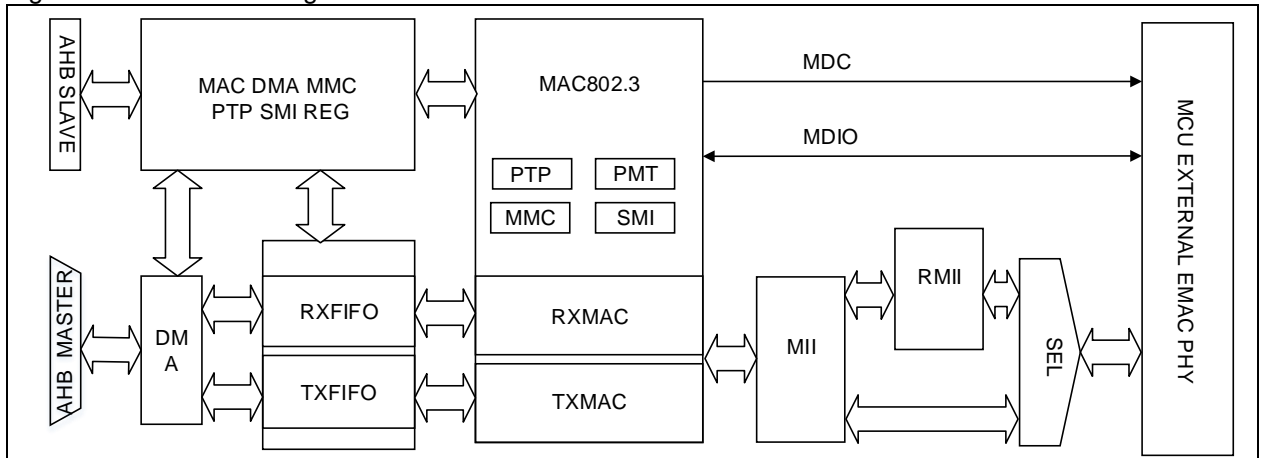 AHB SLAVE
MAC DMA MMC
PTP SMI REG
MAC802.3
MDC
MDIO
PTP
PMT
MMC
SMI
MCU EXTERNAL EMAC PHY
AHB MASTER
DM
A
RXFIFO
TXFIFO
RXMAC
TXMAC
MII
RMII
SEL